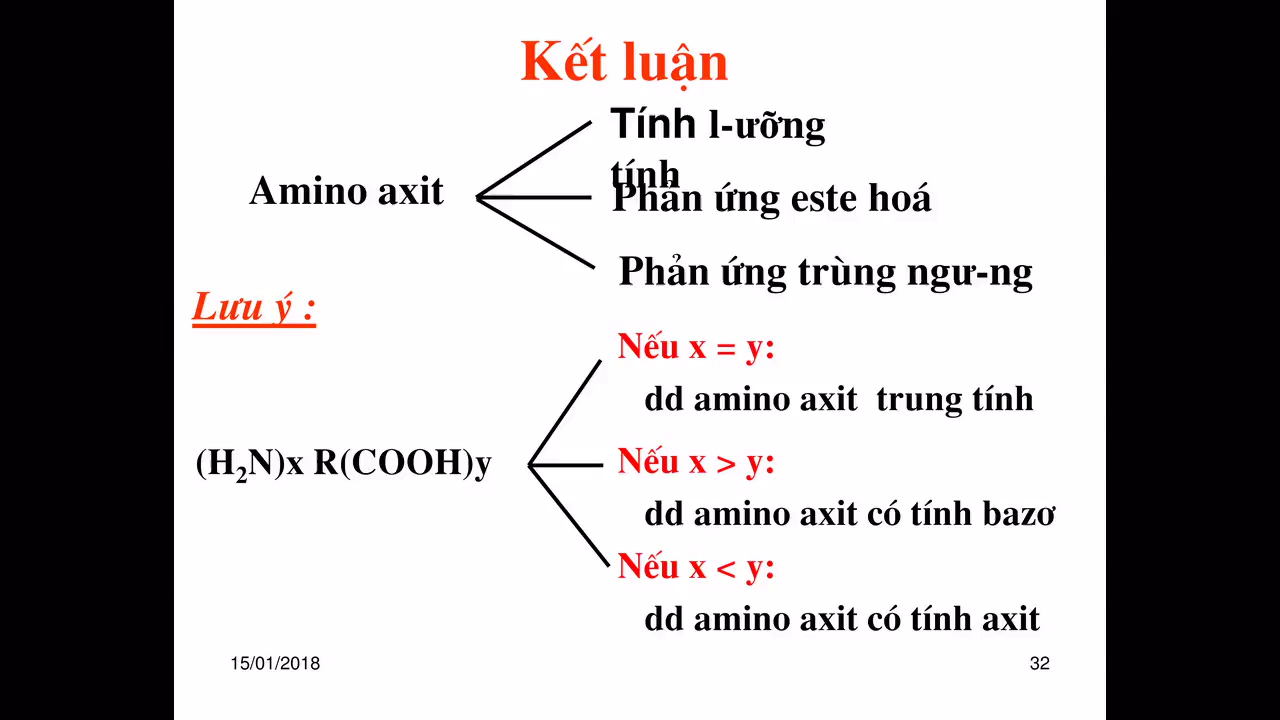 Kết luận
Tính l-ưỡng
tính
Amino axit
Phản ứng este hoá
Phản ứng trùng ngư-ng
Lưu ý :
Nếu x = y:
dd amino axit trung tính
(H₂N)x R(COOH)y
Nếu x > y:
dd amino axit có tính bazơ
Nếu x < y:
dd amino axit có tính axit
15/01/2018
32